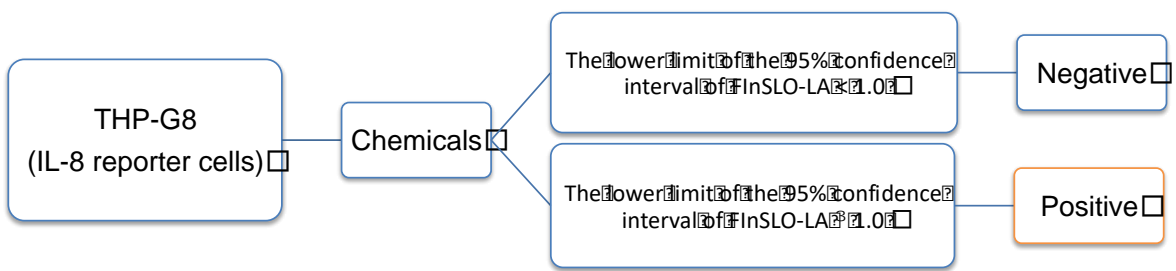 THP-G8
(IL-8 reporter cells)
Chemicals
The lower limit of the 95% confidence
interval of FInSLO-LA < 1.0
Negative
The lower limit of the 95% confidence
interval of FInSLO-LA ³ 1.0
Positive